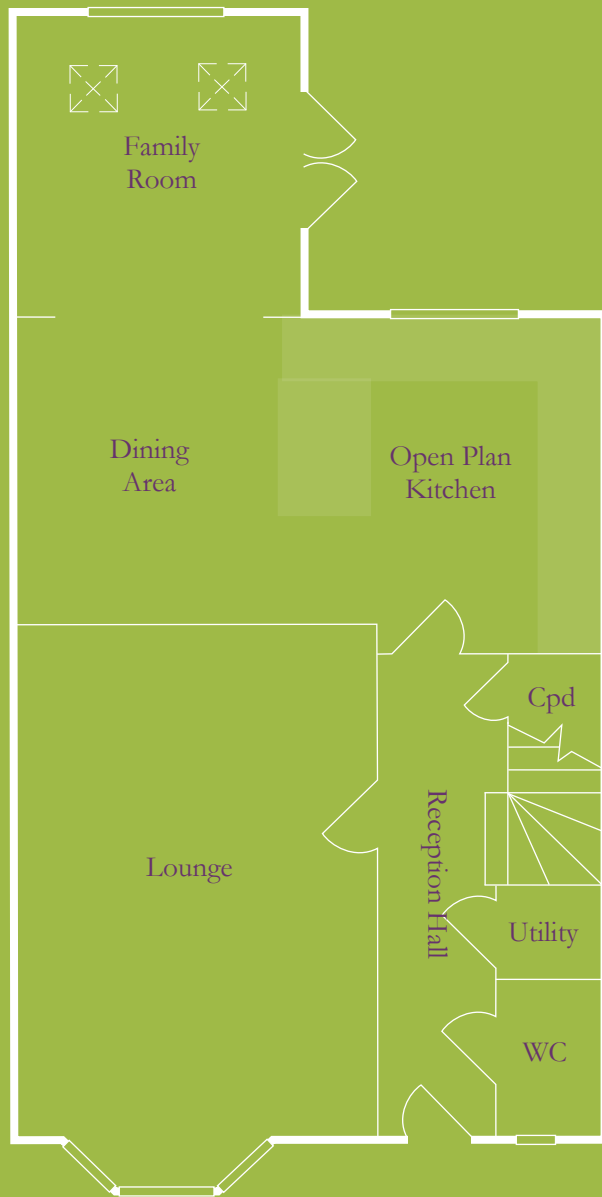 Family
Room
Dining
Area
Open Plan
Kitchen
Cpd
Reception Hall
Lounge
Utility
WC